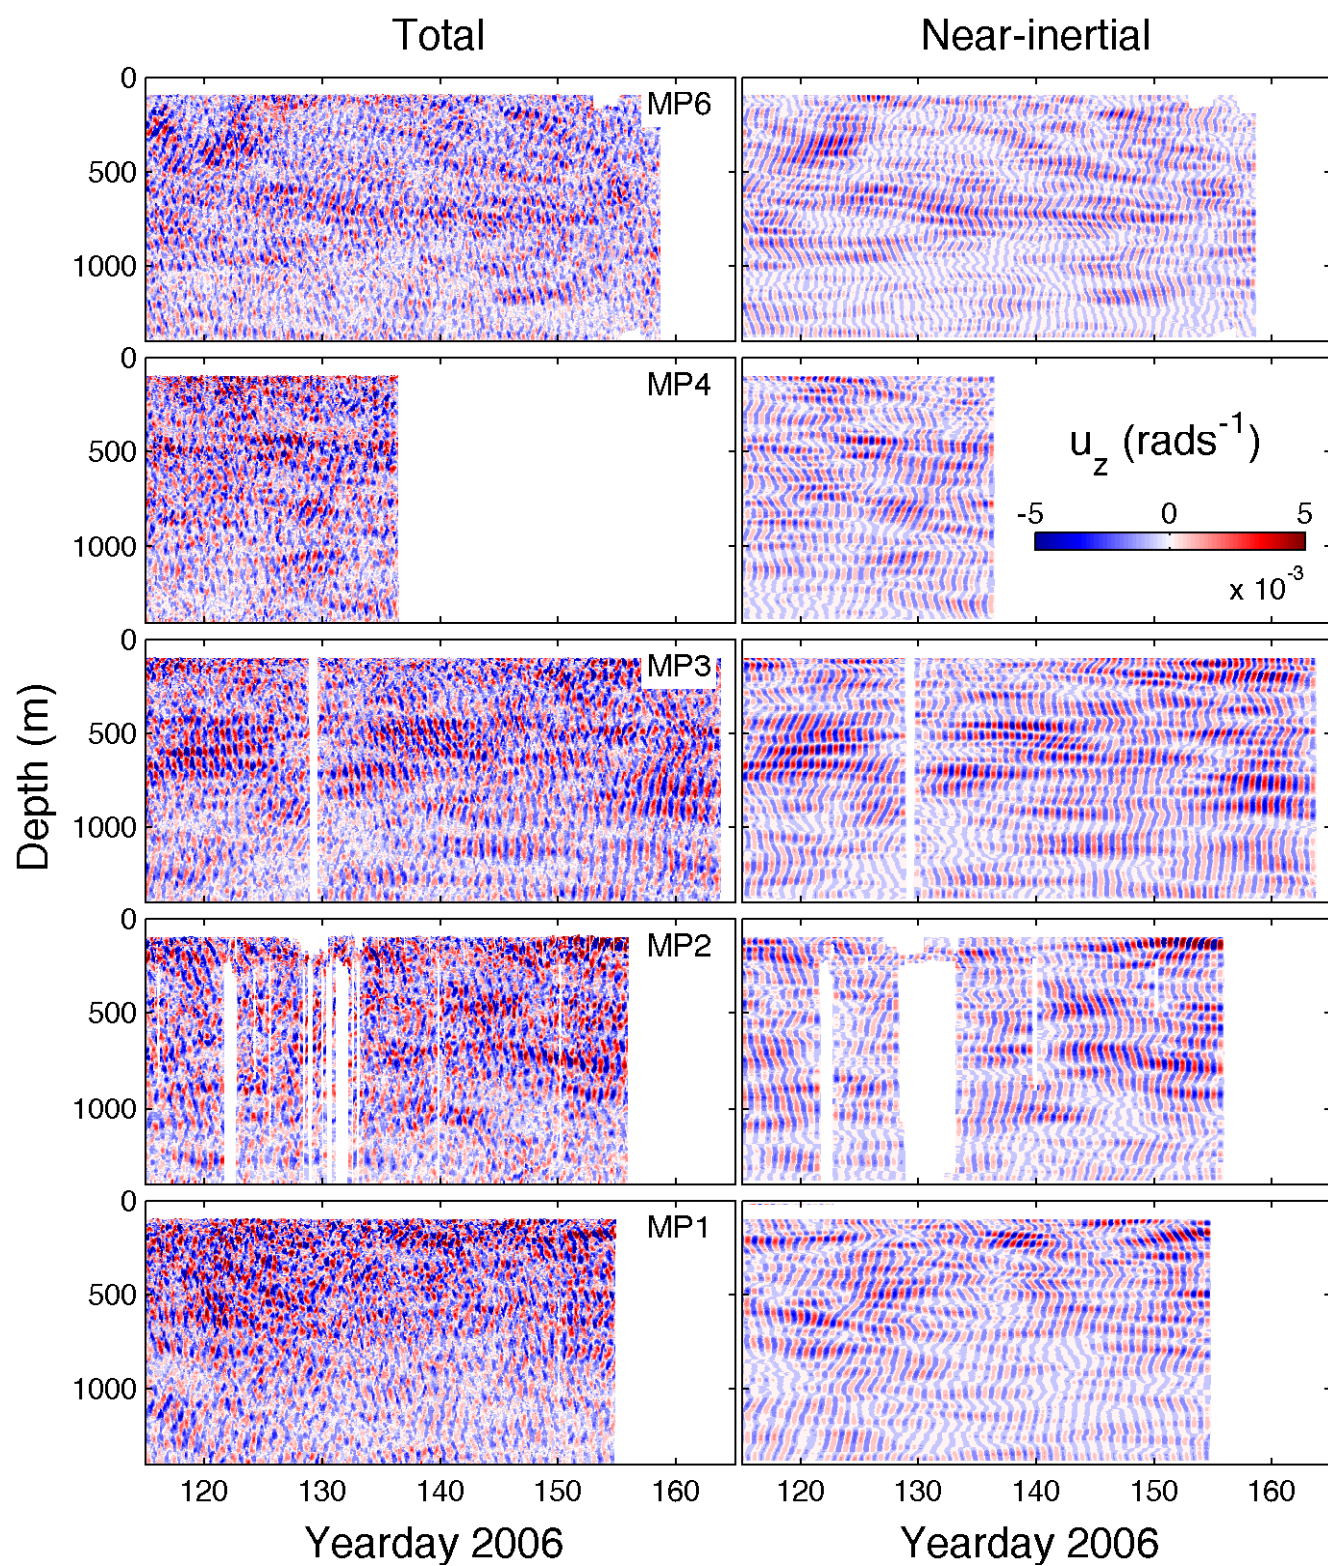 Total Near-inertial
0 MP6
500
1000
0 MP4
500 u_z (rads^-1)
-5 0 5
1000
x 10^-3
0 MP3
500
1000
Depth (m)
0 MP2
500
1000
0 MP1
500
1000
120 130 140 150 160 120 130 140 150 160
Yearday 2006 Yearday 2006